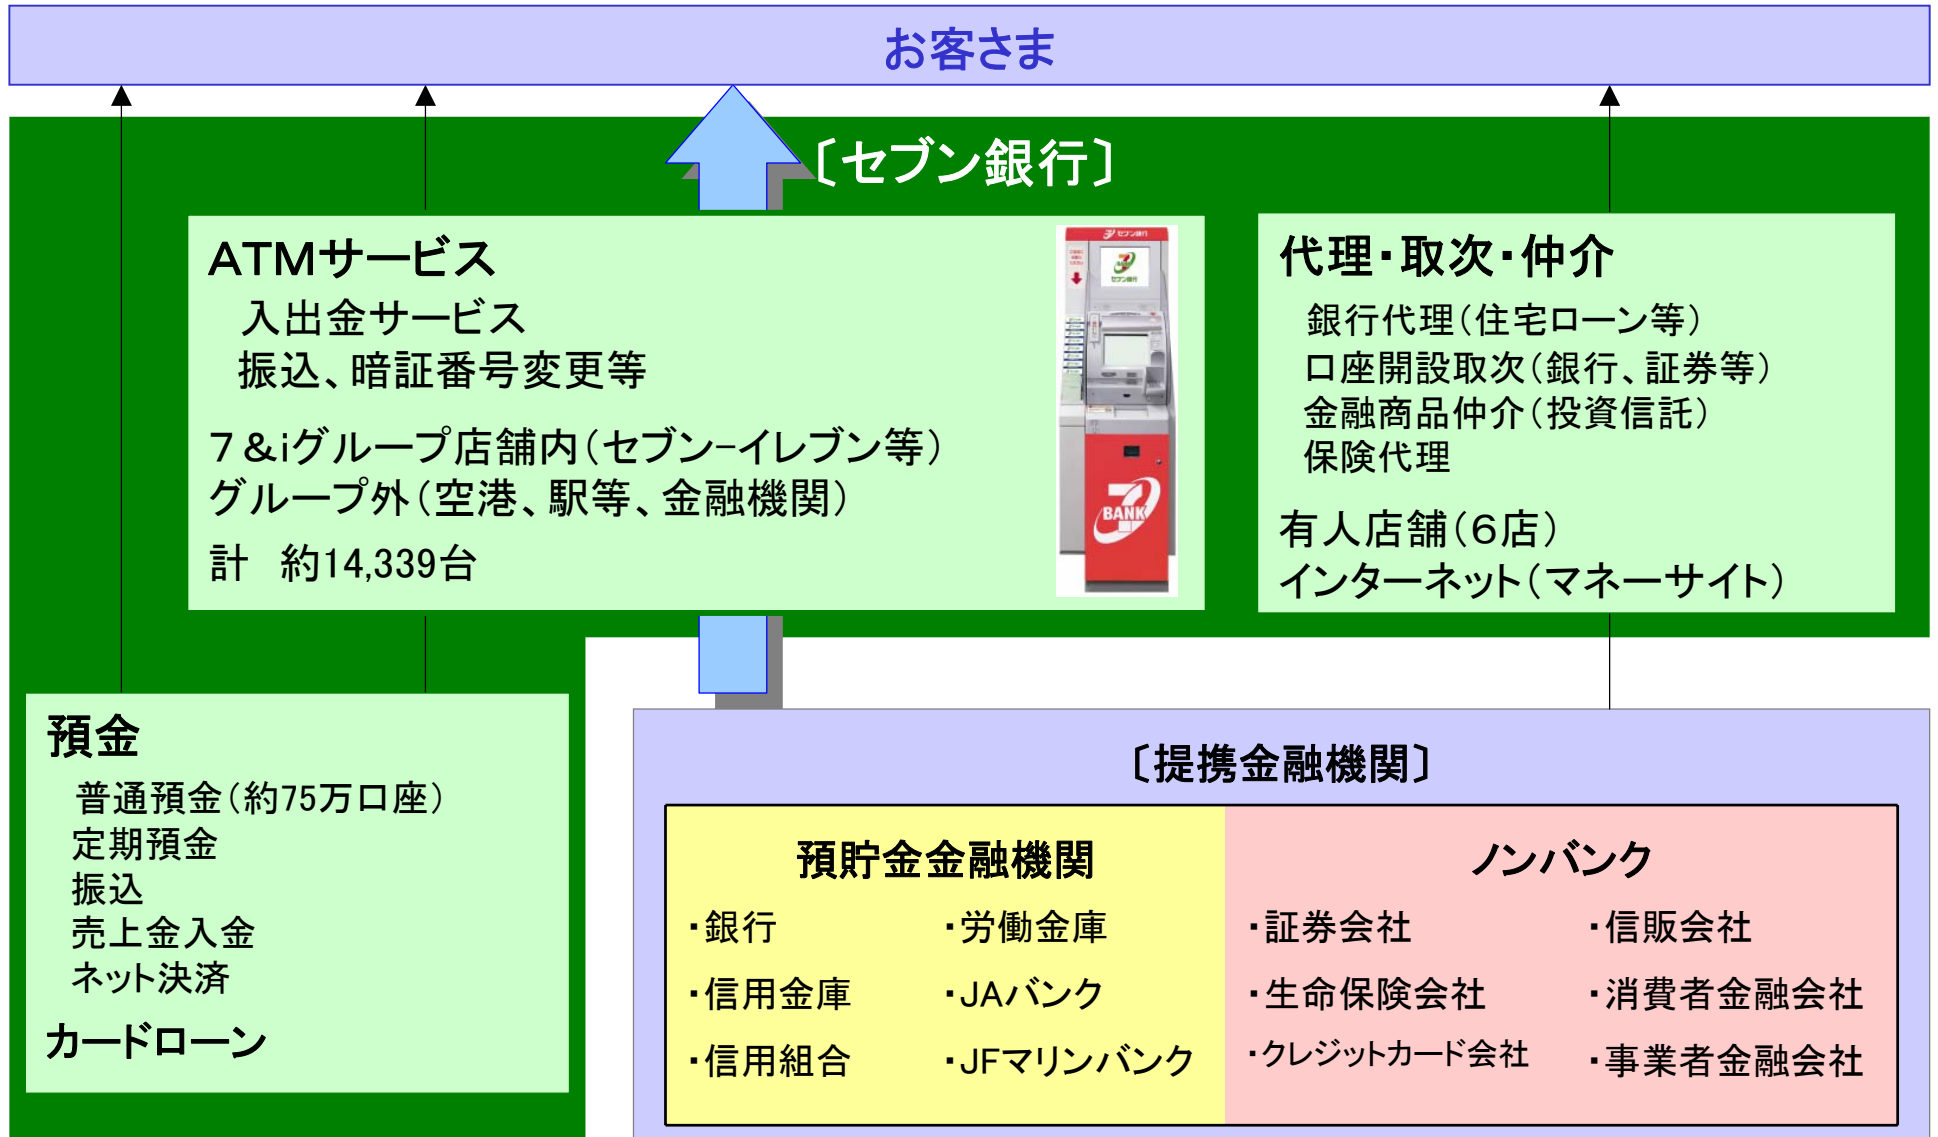 お客さま
〔セブン銀行〕
ATMサービス
入出金サービス
振込、暗証番号変更等
7&iグループ店舗内(セブン-イレブン等)
グループ外(空港、駅等、金融機関)
計 約14,339台
セブン銀行
セブン銀行
BANK
代理・取次・仲介
銀行代理(住宅ローン等)
口座開設取次(銀行、証券等)
金融商品仲介(投資信託)
保険代理
有人店舗(6店)
インターネット(マネーサイト)
預金
普通預金(約75万口座)
定期預金
振込
売上金入金
ネット決済
カードローン
〔提携金融機関〕
預貯金金融機関
・銀行 ・労働金庫
・信用金庫 ・JAバンク
・信用組合 ・JFマリンバンク
ノンバンク
・証券会社 ・信販会社
・生命保険会社 ・消費者金融会社
・クレジットカード会社 ・事業者金融会社